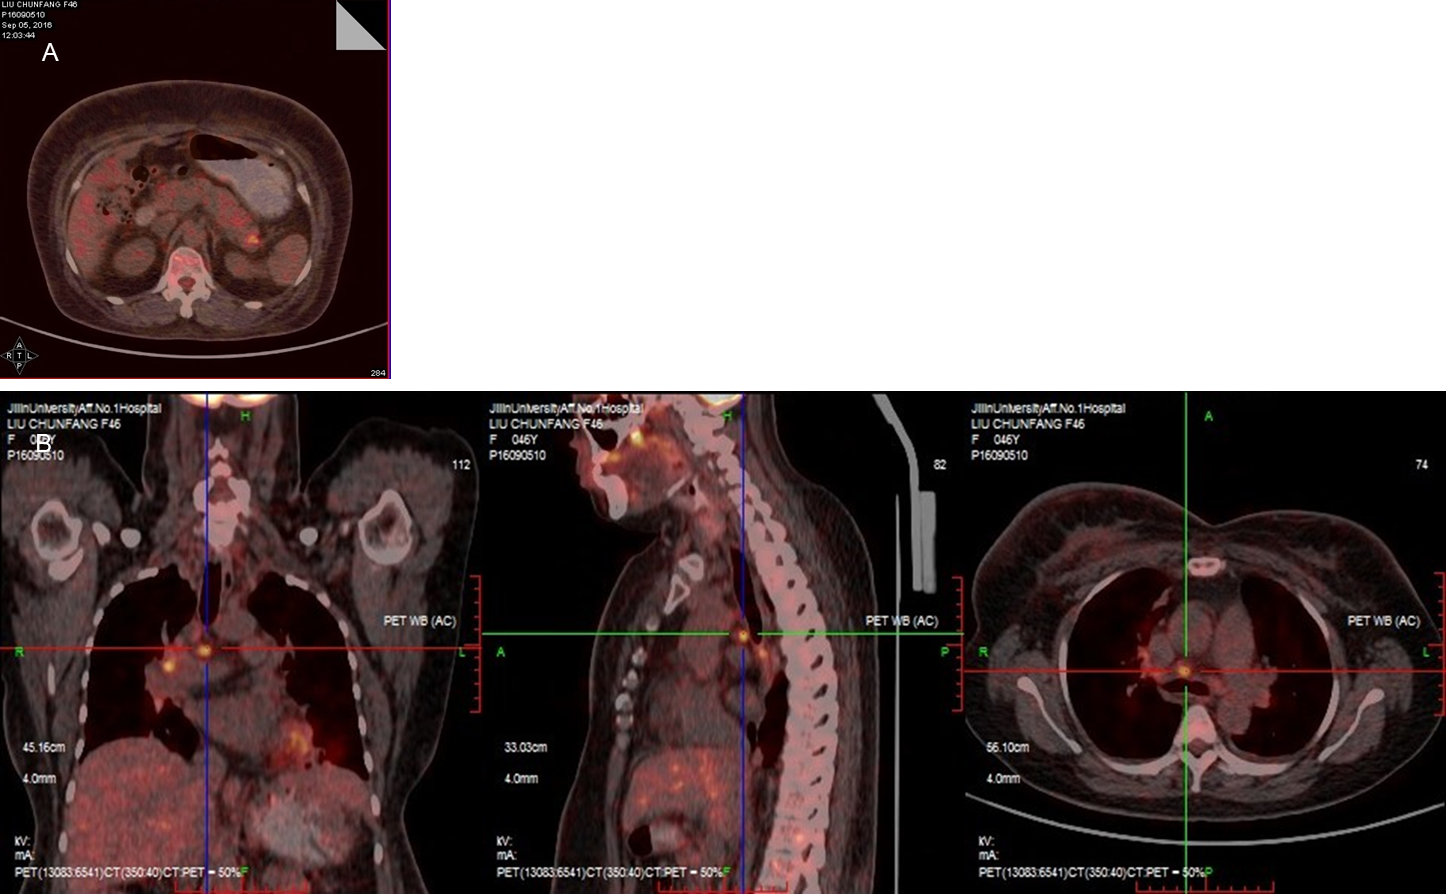 LIU CHUNFANG F46
P16090510
Sep 05, 2016
12:03:44
A
A
R T L
P
284
JilinUniversityAff.No.1Hospital
LIU CHUNFANG F46
F 046Y
P16090510
B
H
112
PET WB (AC)
R
L
45.16cm
4.0mm
kV:
mA:
PET(13083:6541)CT(350:40)CT:PET = 50%
F
JilinUniversityAff.No.1Hospital
LIU CHUNFANG F46
F 046Y
P16090510
H
82
PET WB (AC)
A
P
33.03cm
4.0mm
kV:
mA:
PET(13083:6541)CT(350:40)CT:PET = 50%
F
JilinUniversityAff.No.1Hospital
LIU CHUNFANG F46
F 046Y
P16090510
A
74
PET WB (AC)
R
L
56.10cm
4.0mm
kV:
mA:
PET(13083:6541)CT(350:40)CT:PET = 50%
P